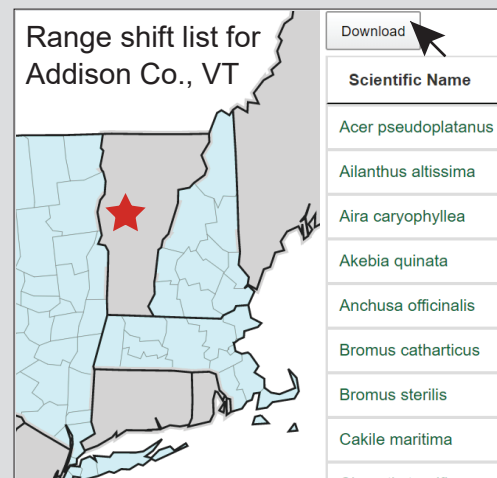 Range shift list for
Addison Co., VT
Download
Scientific Name
Acer pseudoplatanus
Ailanthus altissima
Aira caryophyllea
Akebia quinata
Anchusa officinalis
Bromus catharticus
Bromus sterilis
Cakile maritima